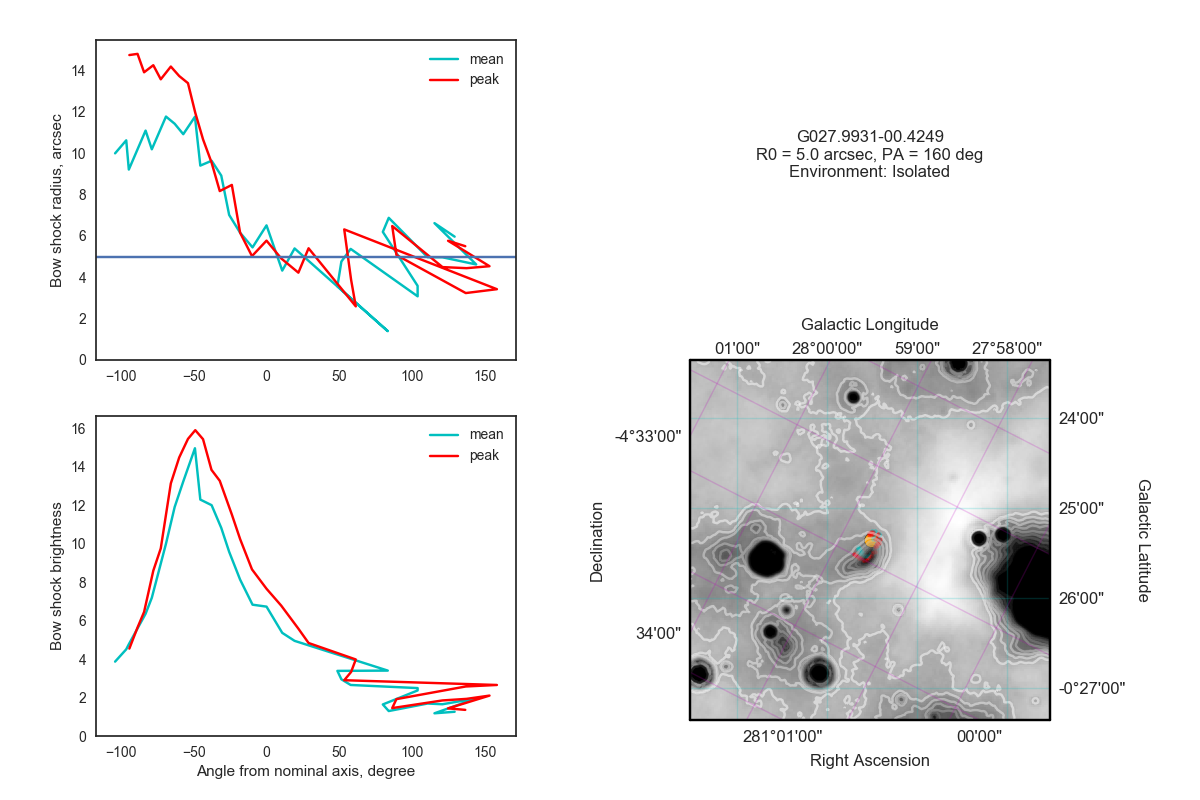 mean
peak
14
12
10
8
6
4
2
0
−100
−50
0
50
100
150
Bow shock radius, arcsec
mean
peak
16
14
12
10
8
6
4
2
0
−100
−50
0
50
100
150
Bow shock brightness
Angle from nominal axis, degree
G027.9931-00.4249
R0 = 5.0 arcsec, PA = 160 deg
Environment: Isolated
Galactic Longitude
01'00"
28°00'00"
59'00"
27°58'00"
-4°33'00"
34'00"
Declination
24'00"
25'00"
26'00"
-0°27'00"
Galactic Latitude
281°01'00"
00'00"
Right Ascension